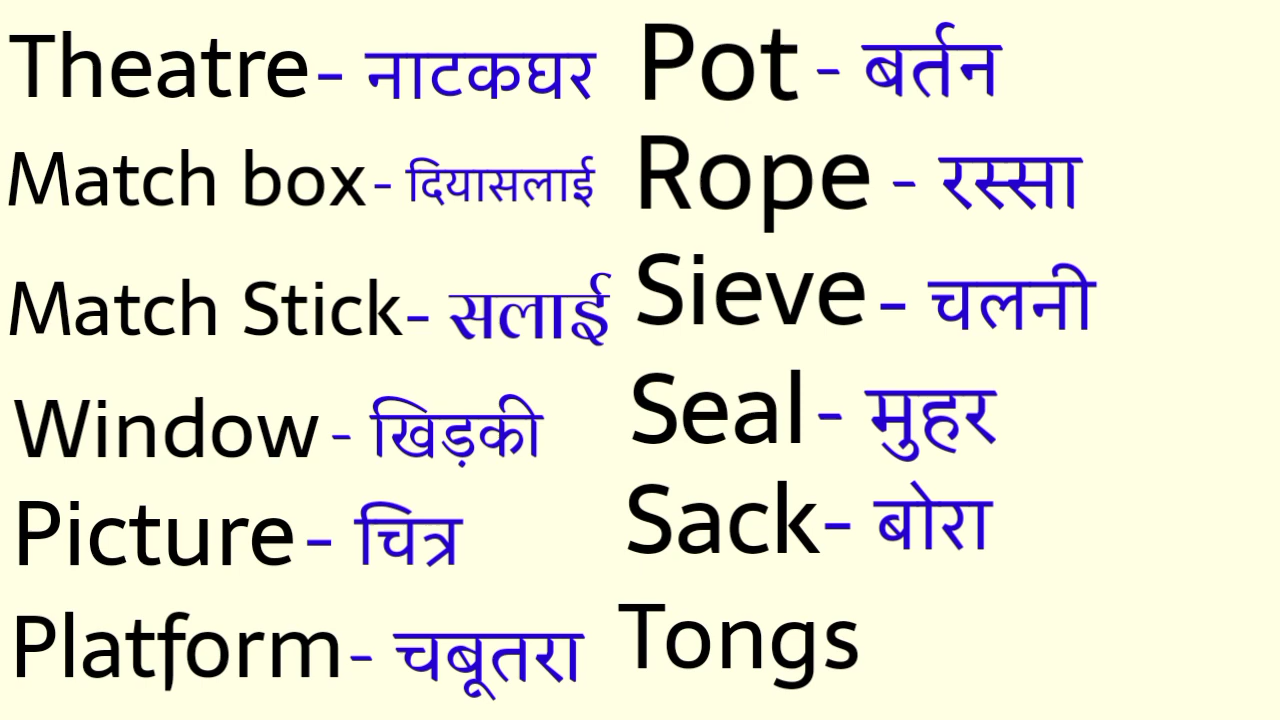 Theatre- नाटकघर
Match box- दियासलाई
Match Stick- सलाई
Window - खिड़की
Picture- चित्र
Platform- चबूतरा
Pot - बर्तन
Rope - रस्सा
Sieve - चलनी
Seal- मुहर
Sack- बोरा
Tongs